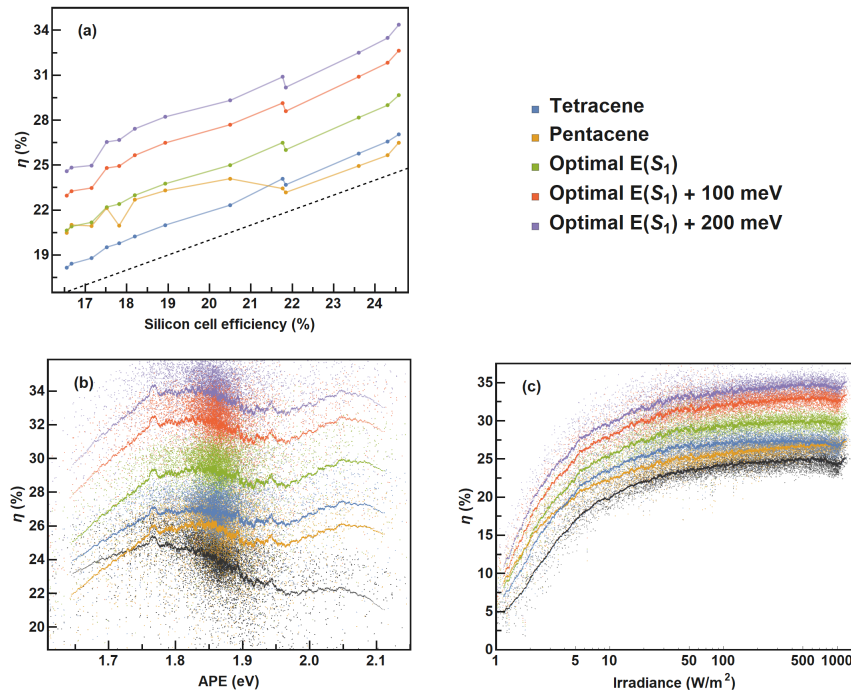 (a)
34
31
28
25
22
19
η (%)
17 18 19 20 21 22 23 24
Silicon cell efficiency (%)
Tetracene
Pentacene
Optimal E(S₁)
Optimal E(S₁) + 100 meV
Optimal E(S₁) + 200 meV
(b)
34
32
30
28
26
24
22
20
η (%)
1.7 1.8 1.9 2.0 2.1
APE (eV)
(c)
35
30
25
20
15
10
5
0
η (%)
1 5 10 50 100 500 1000
Irradiance (W/m²)